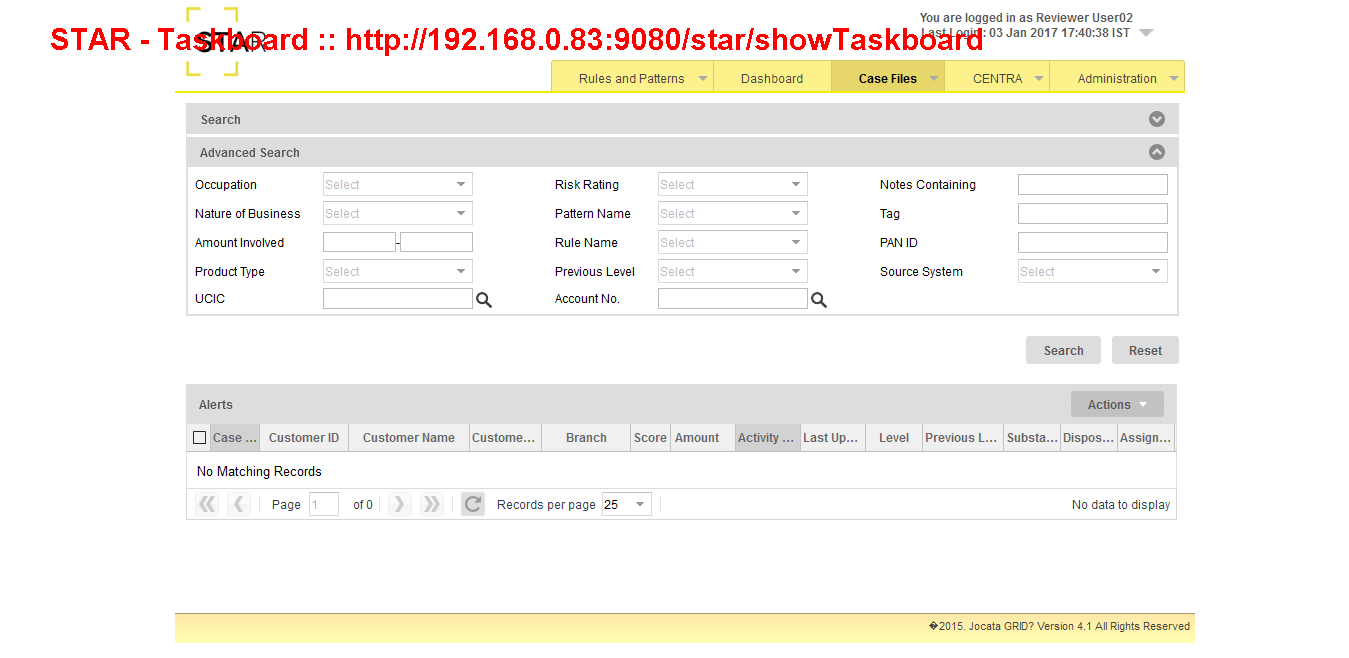 You are logged in as Reviewer User02
STAR - Taskboard :: http://192.168.0.83:9080/star/showTaskboard
STAR
Last Login : 03 Jan 2017 17:40:38 IST
Rules and Patterns Dashboard Case Files CENTRA Administration
Search
Advanced Search
Occupation Select Risk Rating Select Notes Containing
Nature of Business Select Pattern Name Select Tag
Amount Involved - Rule Name Select PAN ID
Product Type Select Previous Level Select Source System Select
UCIC Account No.
Search Reset
Alerts Actions
Case ... Customer ID Customer Name Custome... Branch Score Amount Activity ... Last Up... Level Previous L... Substa... Dispos... Assign...
No Matching Records
Page 1 of 0 Records per page 25 No data to display
�2015. Jocata GRID? Version 4.1 All Rights Reserved